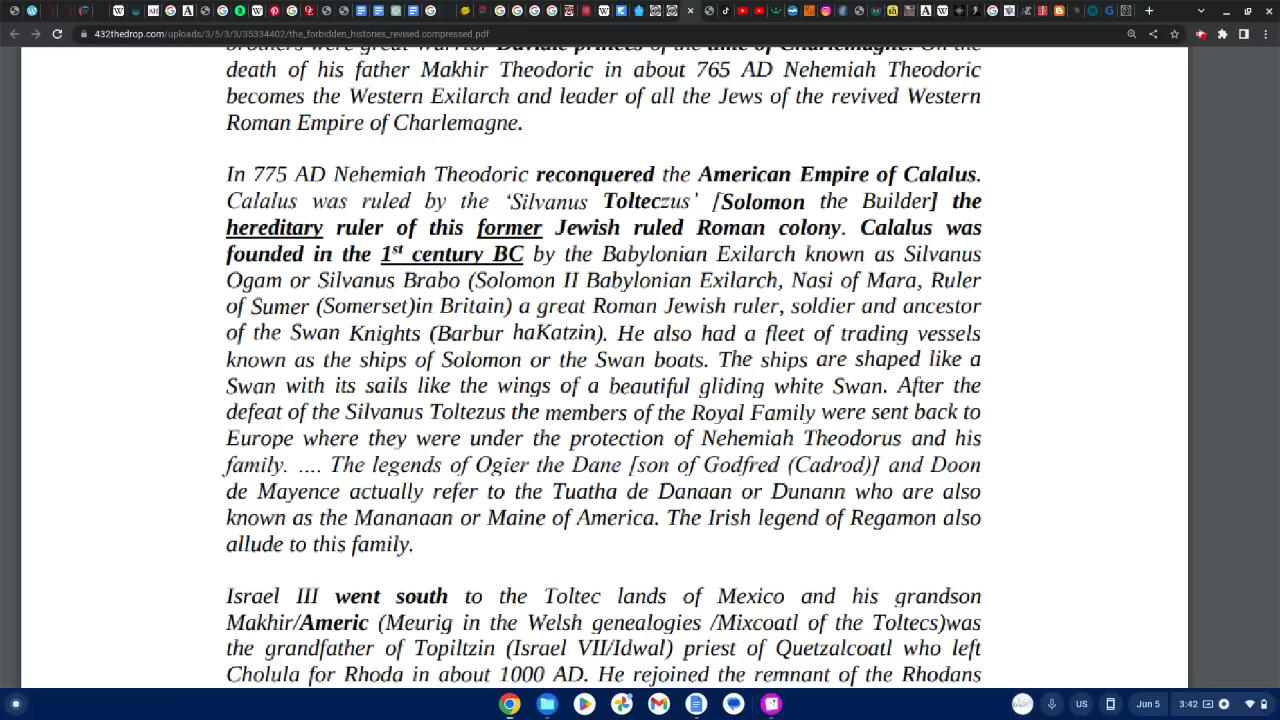 432thedrop.com/uploads/3/5/3/3/35334402/the_forbidden_histories_revised.compressed.pdf
brothers were great warrior Davidic princes of the time of Charlemagne. On the
death of his father Makhir Theodoric in about 765 AD Nehemiah Theodoric
becomes the Western Exilarch and leader of all the Jews of the revived Western
Roman Empire of Charlemagne.
In 775 AD Nehemiah Theodoric reconquered the American Empire of Calalus.
Calalus was ruled by the ‘Silvanus Tolteczus’ [Solomon the Builder] the
hereditary ruler of this former Jewish ruled Roman colony. Calalus was
founded in the 1st century BC by the Babylonian Exilarch known as Silvanus
Ogam or Silvanus Brabo (Solomon II Babylonian Exilarch, Nasi of Mara, Ruler
of Sumer (Somerset)in Britain) a great Roman Jewish ruler, soldier and ancestor
of the Swan Knights (Barbur haKatzin). He also had a fleet of trading vessels
known as the ships of Solomon or the Swan boats. The ships are shaped like a
Swan with its sails like the wings of a beautiful gliding white Swan. After the
defeat of the Silvanus Toltezus the members of the Royal Family were sent back to
Europe where they were under the protection of Nehemiah Theodorus and his
family. .... The legends of Ogier the Dane [son of Godfred (Cadrod)] and Doon
de Mayence actually refer to the Tuatha de Danaan or Dunann who are also
known as the Mananaan or Maine of America. The Irish legend of Regamon also
allude to this family.
Israel III went south to the Toltec lands of Mexico and his grandson
Makhir/Americ (Meurig in the Welsh genealogies /Mixcoatl of the Toltecs)was
the grandfather of Topiltzin (Israel VII/Idwal) priest of Quetzalcoatl who left
Cholula for Rhoda in about 1000 AD. He rejoined the remnant of the Rhodans
US Jun 5 3:42